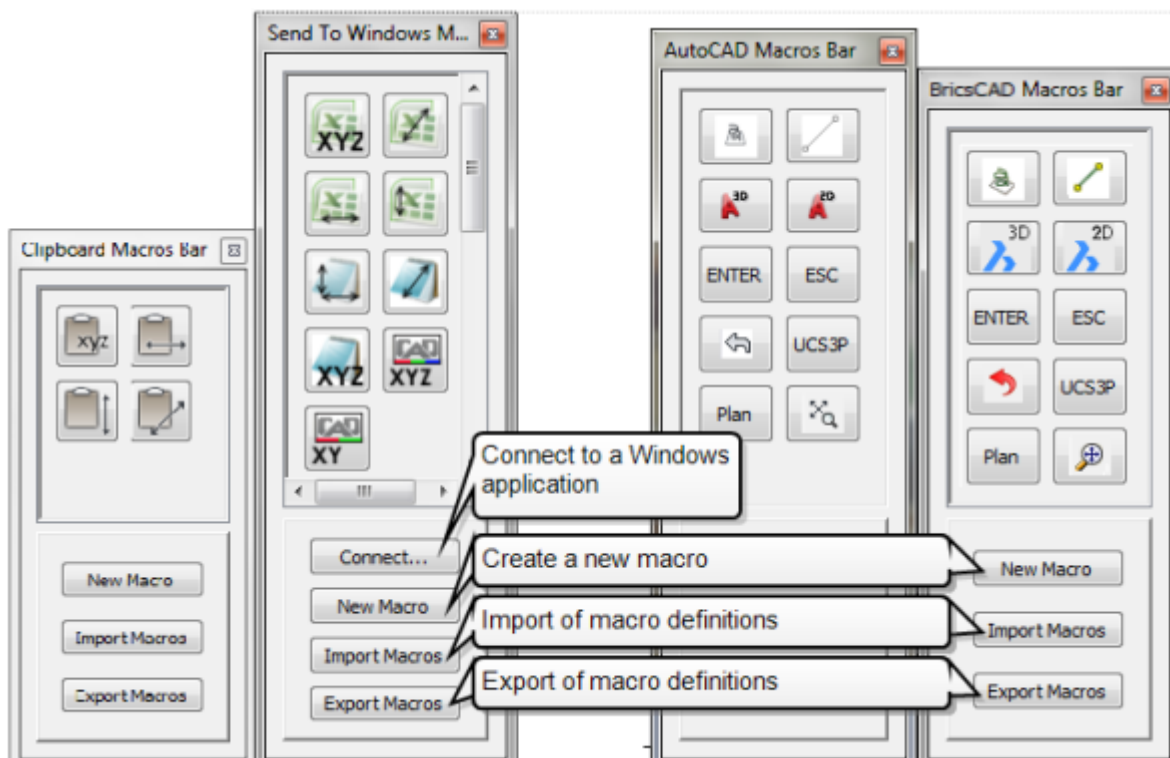 Clipboard Macros Bar
xyz
New Macro
Import Macros
Export Macros
Send To Windows M...
XYZ
XYZ
CAD
XYZ
CAD
XY
Connect...
New Macro
Import Macros
Export Macros
Connect to a Windows
application
Create a new macro
Import of macro definitions
Export of macro definitions
AutoCAD Macros Bar
3D
2D
ENTER
ESC
UCS3P
Plan
BricsCAD Macros Bar
3D
2D
ENTER
ESC
UCS3P
Plan
New Macro
Import Macros
Export Macros